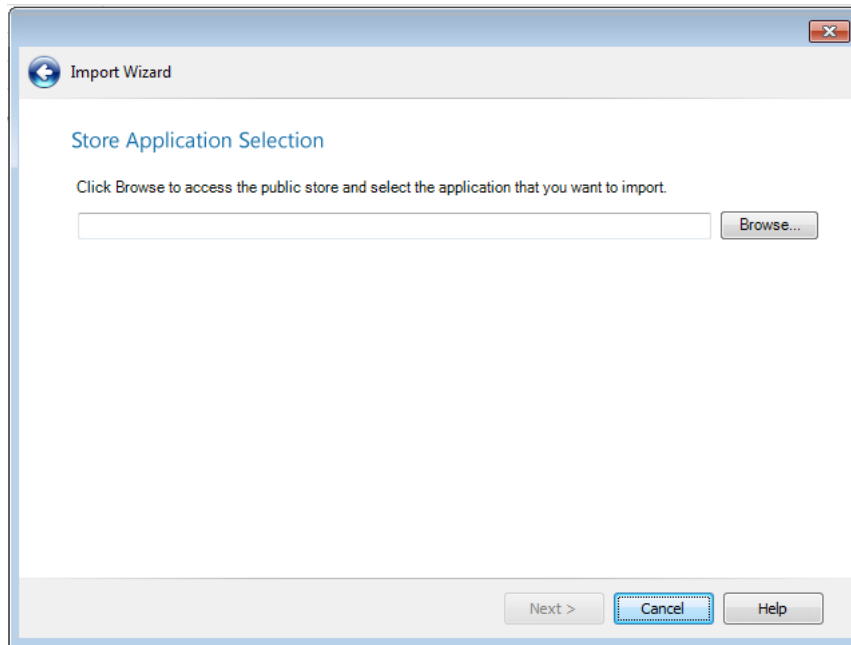 Import Wizard
Store Application Selection
Click Browse to access the public store and select the application that you want to import.
Browse...
Next >
Cancel
Help